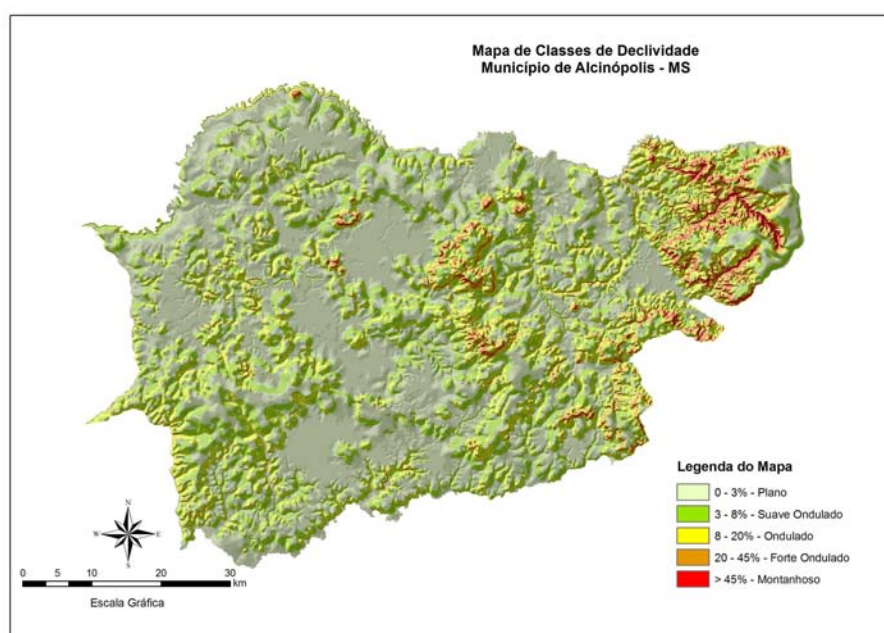 Mapa de Classes de Declividade
Município de Alcinópolis - MS
Legenda do Mapa
0 - 3% - Plano
3 - 8% - Suave Ondulado
8 - 20% - Ondulado
20 - 45% - Forte Ondulado
> 45% - Montanhoso
N
W E
S
0 5 10 20 30
km
Escala Gráfica